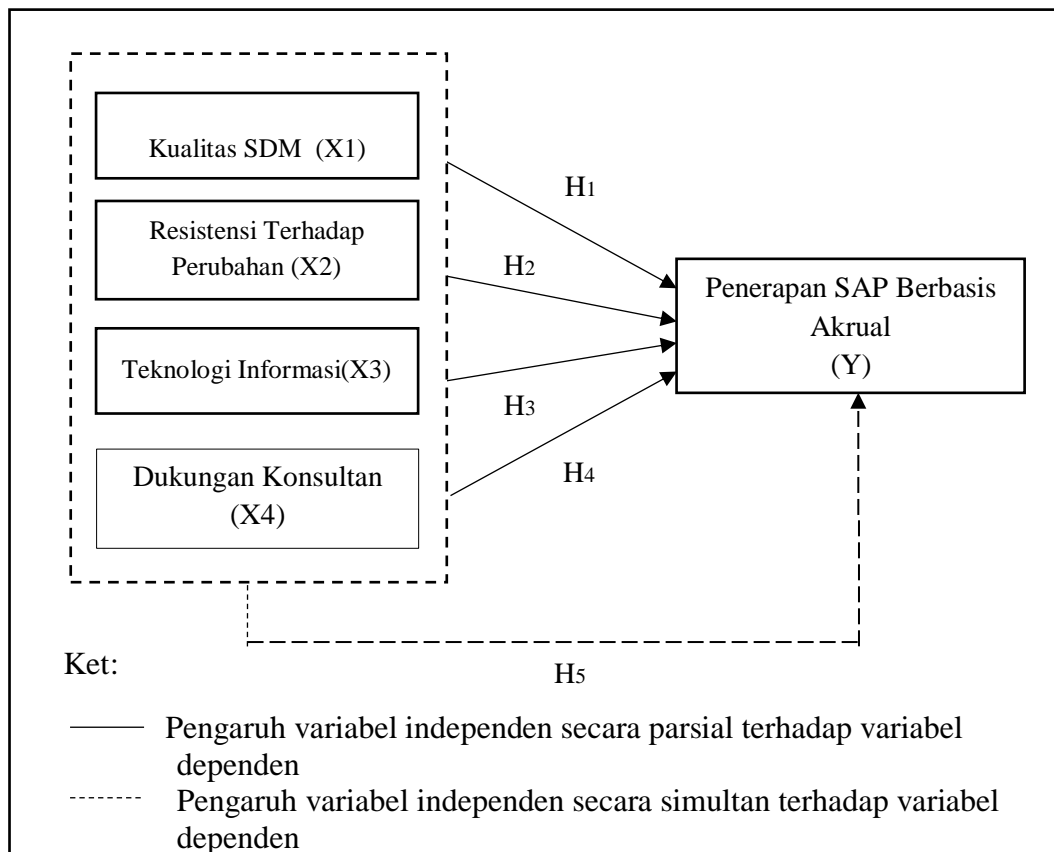 Kualitas SDM (X1)
Resistensi Terhadap
Perubahan (X2)
Teknologi Informasi(X3)
Dukungan Konsultan
(X4)
H1
H2
H3
H4
Penerapan SAP Berbasis
Akrual
(Y)
H5
Ket:
Pengaruh variabel independen secara parsial terhadap variabel
dependen
Pengaruh variabel independen secara simultan terhadap variabel
dependen